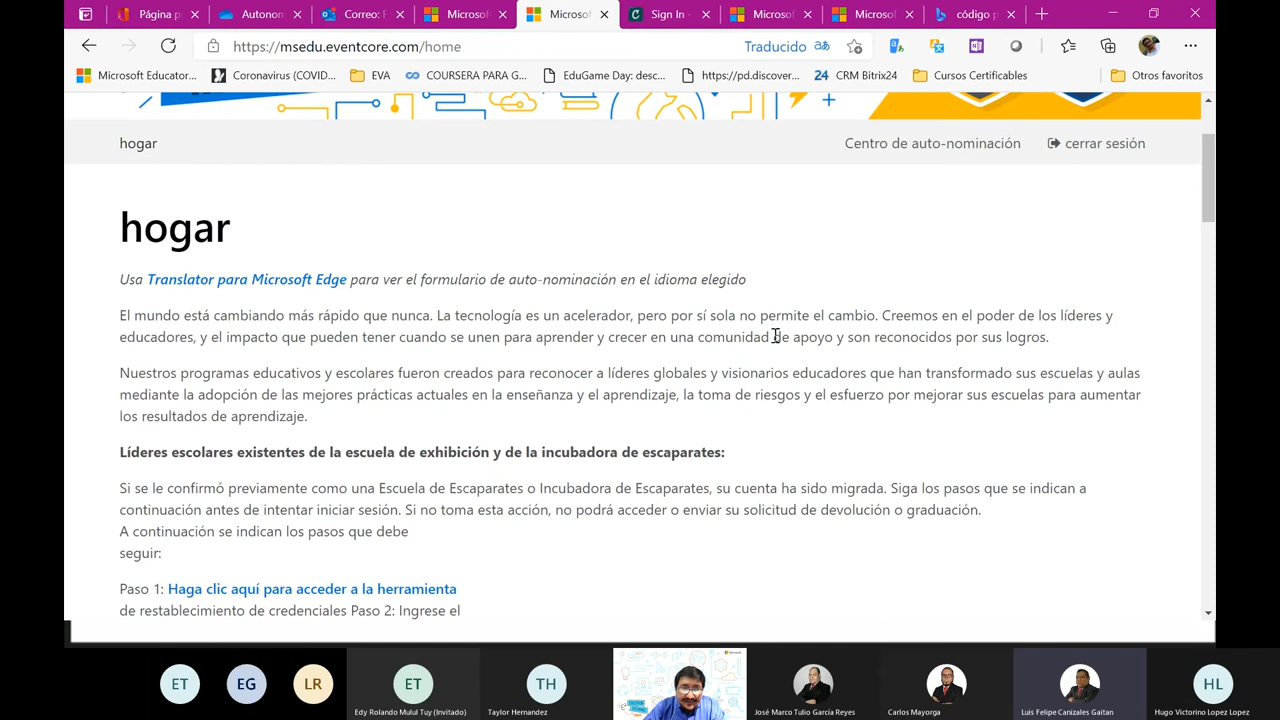 Página p
Autonom
Correo: F
Microsof
Microsof
Sign In -
Microsof
Microsof
código p
https://msedu.eventcore.com/home
Traducido
Microsoft Educator...
Coronavirus (COVID...
EVA
COURSERA PARA G...
EduGame Day: desc...
https://pd.discover...
24 CRM Bitrix24
Cursos Certificables
Otros favoritos
hogar
Centro de auto-nominación
cerrar sesión
hogar
Usa Translator para Microsoft Edge para ver el formulario de auto-nominación en el idioma elegido
El mundo está cambiando más rápido que nunca. La tecnología es un acelerador, pero por sí sola no permite el cambio. Creemos en el poder de los líderes y
educadores, y el impacto que pueden tener cuando se unen para aprender y crecer en una comunidad de apoyo y son reconocidos por sus logros.
Nuestros programas educativos y escolares fueron creados para reconocer a líderes globales y visionarios educadores que han transformado sus escuelas y aulas
mediante la adopción de las mejores prácticas actuales en la enseñanza y el aprendizaje, la toma de riesgos y el esfuerzo por mejorar sus escuelas para aumentar
los resultados de aprendizaje.
Líderes escolares existentes de la escuela de exhibición y de la incubadora de escaparates:
Si se le confirmó previamente como una Escuela de Escaparates o Incubadora de Escaparates, su cuenta ha sido migrada. Siga los pasos que se indican a
continuación antes de intentar iniciar sesión. Si no toma esta acción, no podrá acceder o enviar su solicitud de devolución o graduación.
A continuación se indican los pasos que debe
seguir:
Paso 1: Haga clic aquí para acceder a la herramienta
de restablecimiento de credenciales Paso 2: Ingrese el
ET
EG
LR
ET
TH
HL
Edy Rolando Mulul Tuy (Invitado)
Taylor Hernandez
José Marco Tulio García Reyes
Carlos Mayorga
Luis Felipe Canizales Gaitan
Hugo Victorino Lopez Lopez